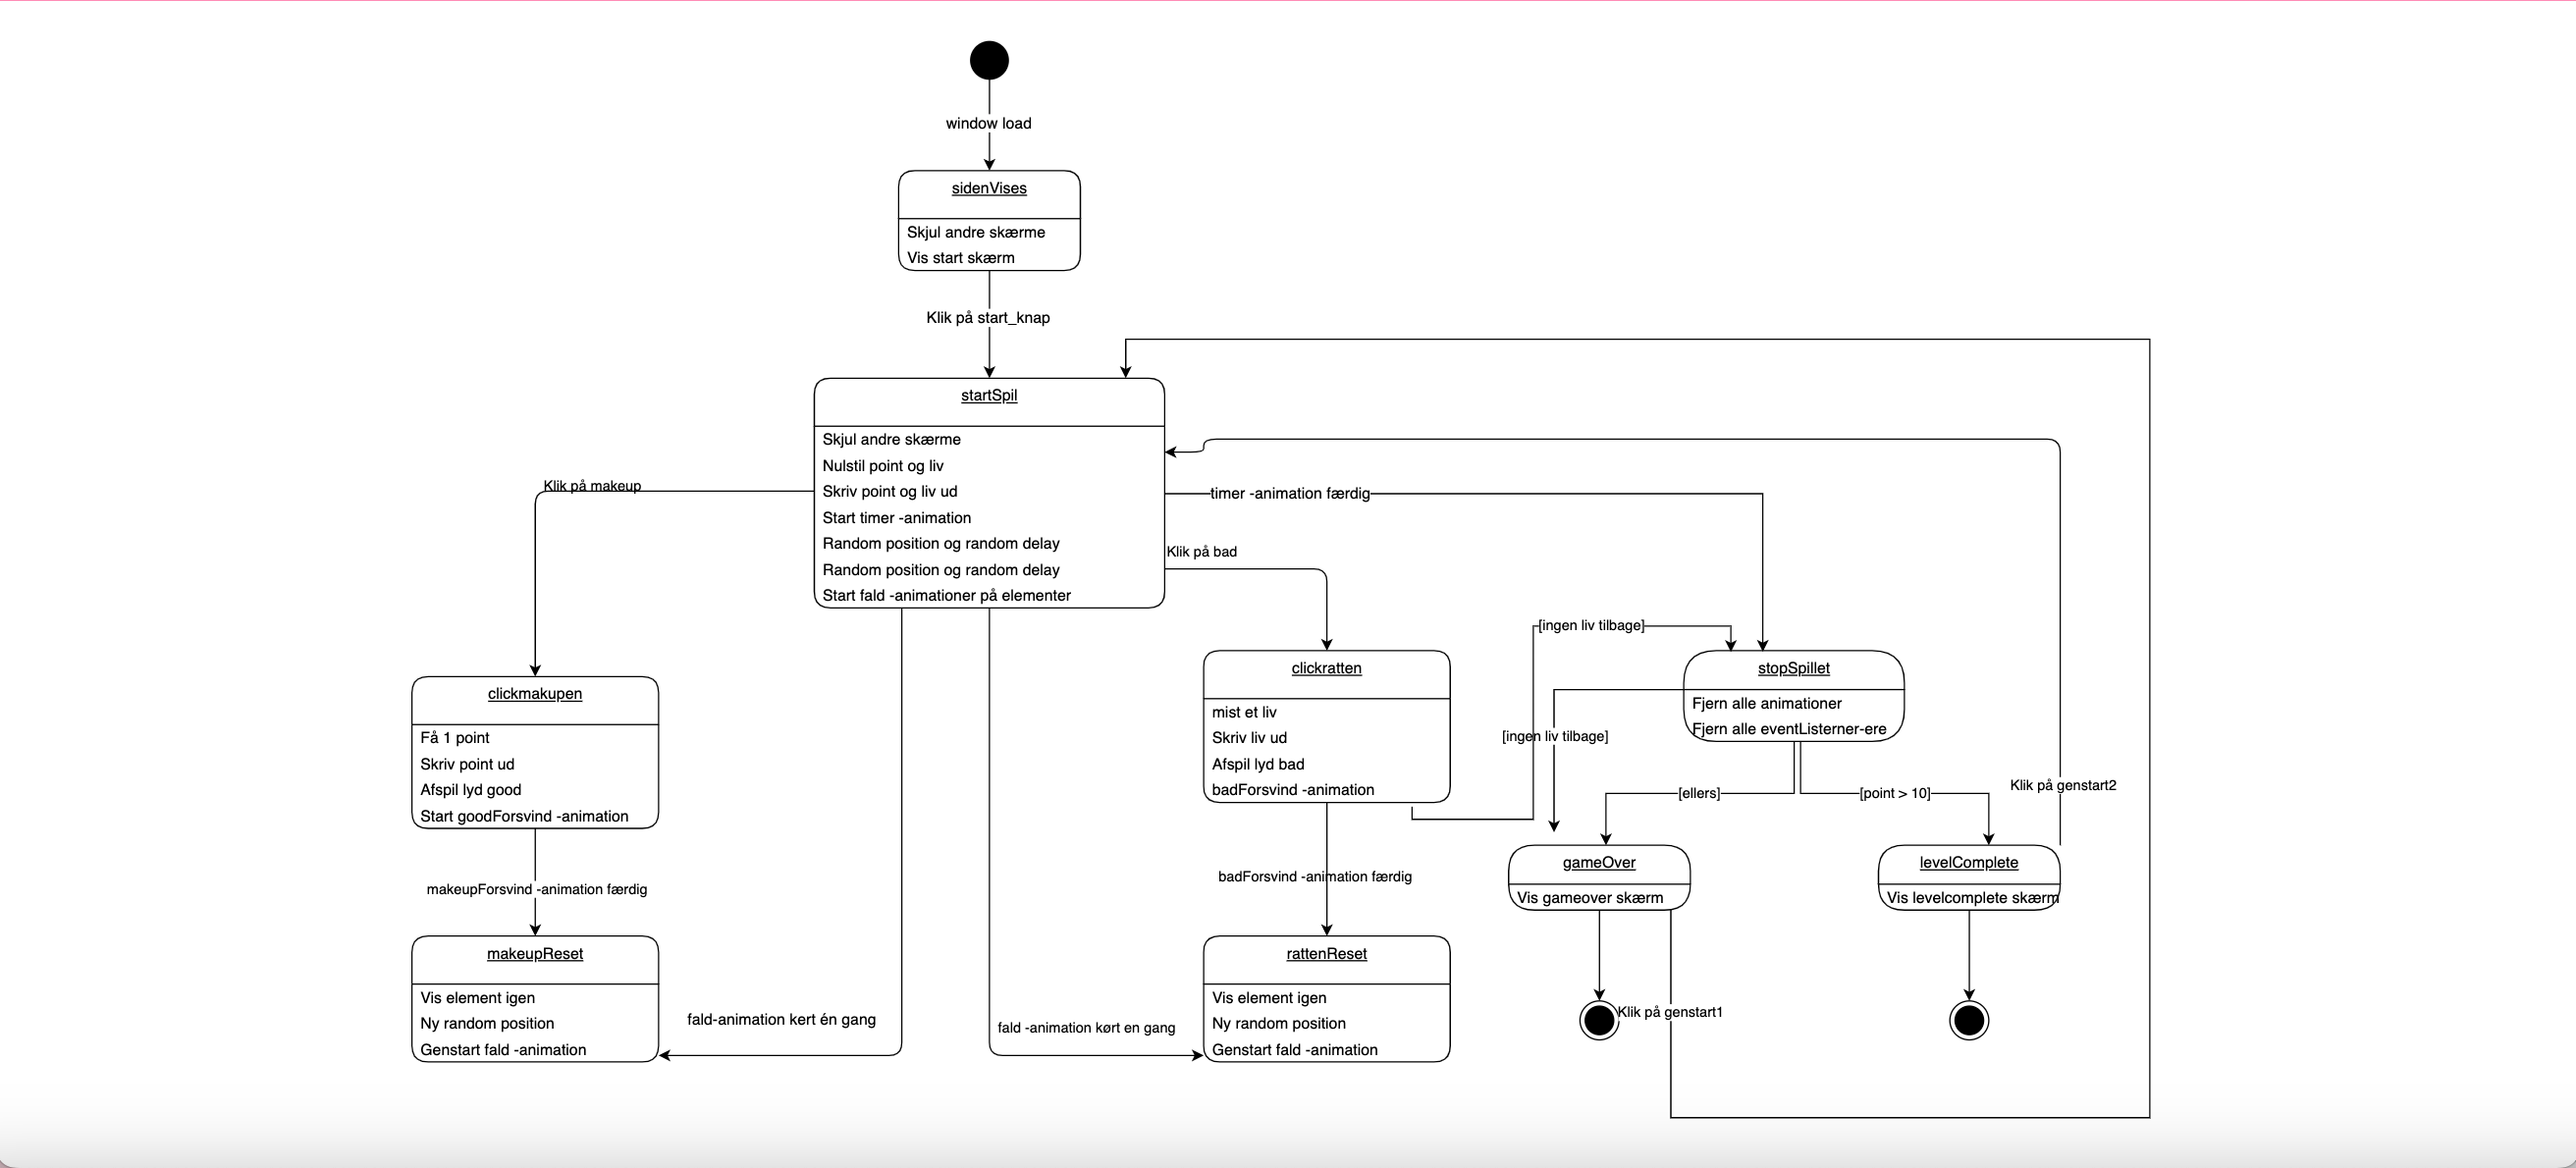 window load
sidenVises
Skjul andre skærme
Vis start skærm
Klik på start_knap
startSpil
Skjul andre skærme
Nulstil point og liv
Skriv point og liv ud
Start timer -animation
Random position og random delay
Random position og random delay
Start fald -animationer på elementer
Klik på makeup
timer -animation færdig
Klik på bad
[ingen liv tilbage]
clickmakupen
Få 1 point
Skriv point ud
Afspil lyd good
Start goodForsvind -animation
clickratten
mist et liv
Skriv liv ud
Afspil lyd bad
badForsvind -animation
stopSpillet
Fjern alle animationer
Fjern alle eventListerner-ere
[ingen liv tilbage]
[ellers]
[point > 10]
Klik på genstart2
makeupForsvind -animation færdig
badForsvind -animation færdig
gameOver
Vis gameover skærm
levelComplete
Vis levelcomplete skærm
makeupReset
Vis element igen
Ny random position
Genstart fald -animation
fald-animation kert én gang
fald -animation kørt en gang
rattenReset
Vis element igen
Ny random position
Genstart fald -animation
Klik på genstart1